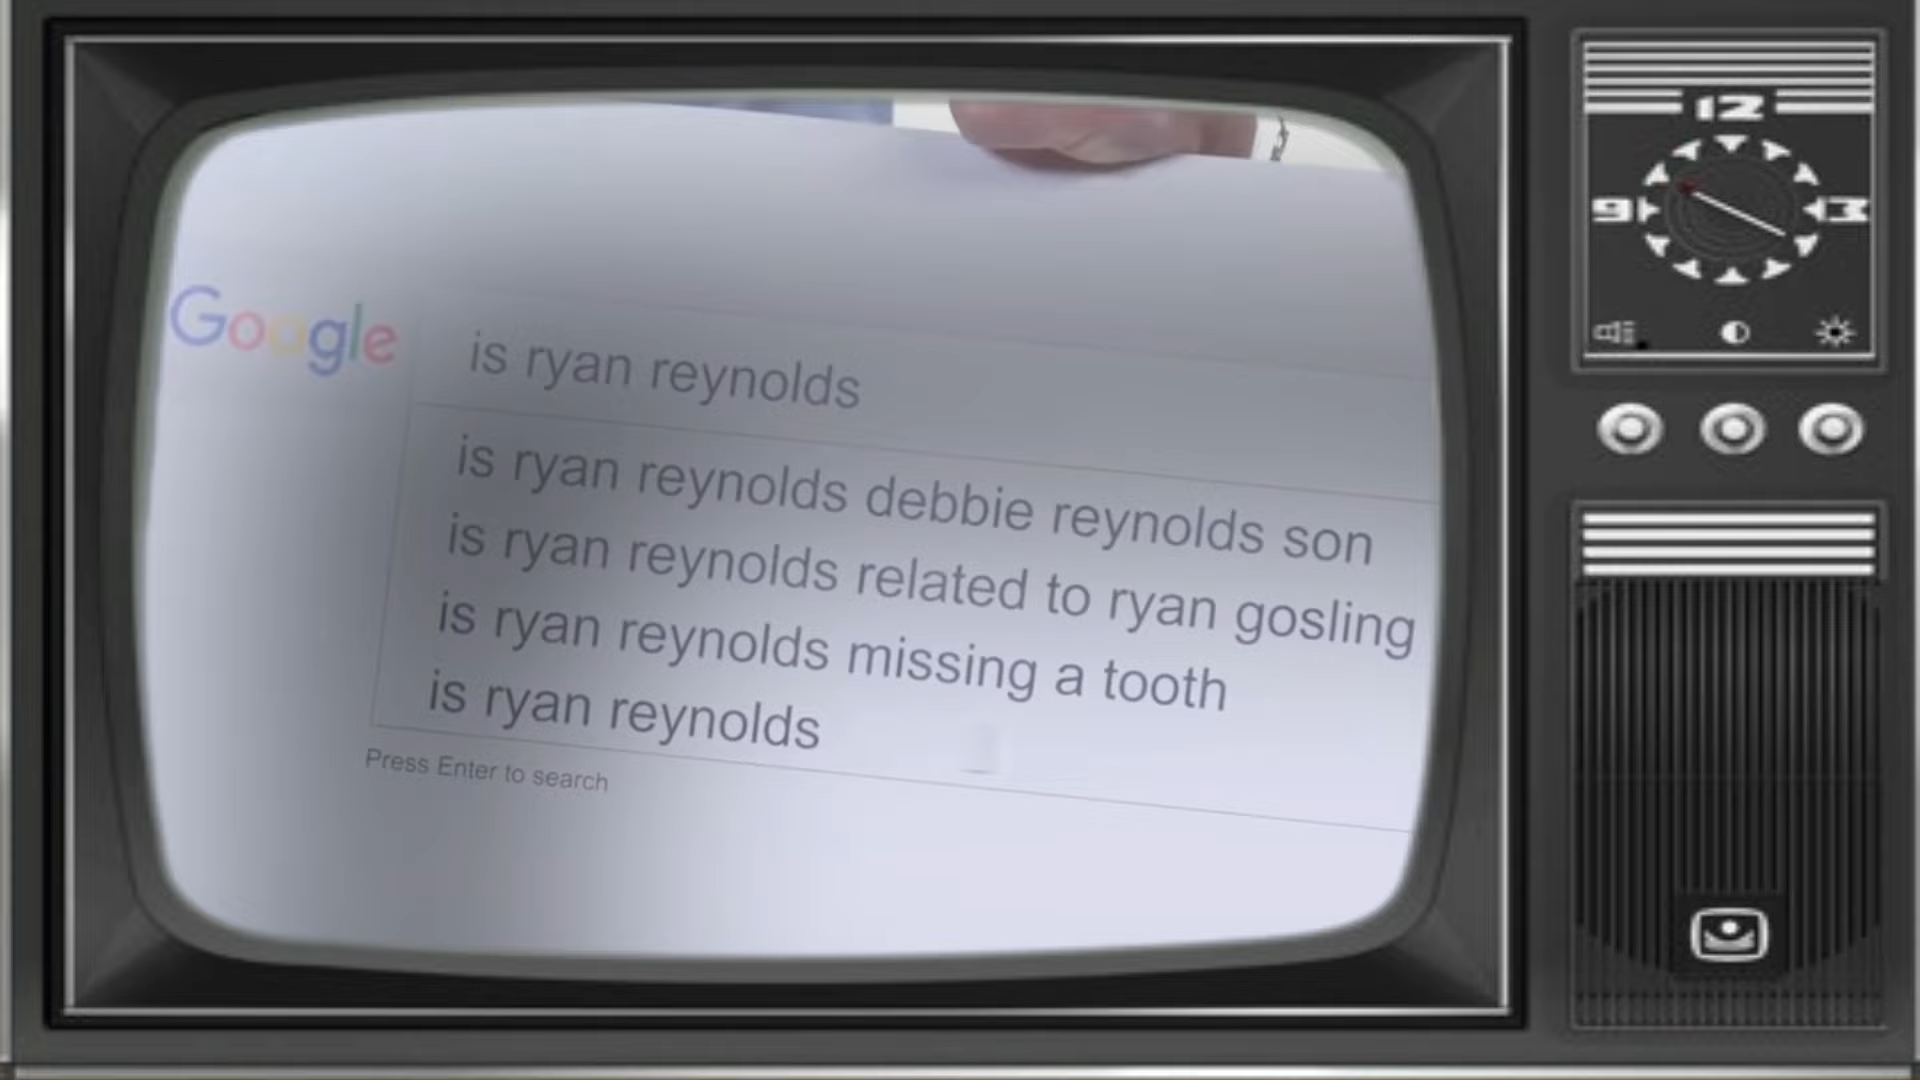 12
9
3
Google
is ryan reynolds
is ryan reynolds debbie reynolds son
is ryan reynolds related to ryan gosling
is ryan reynolds missing a tooth
is ryan reynolds
Press Enter to search